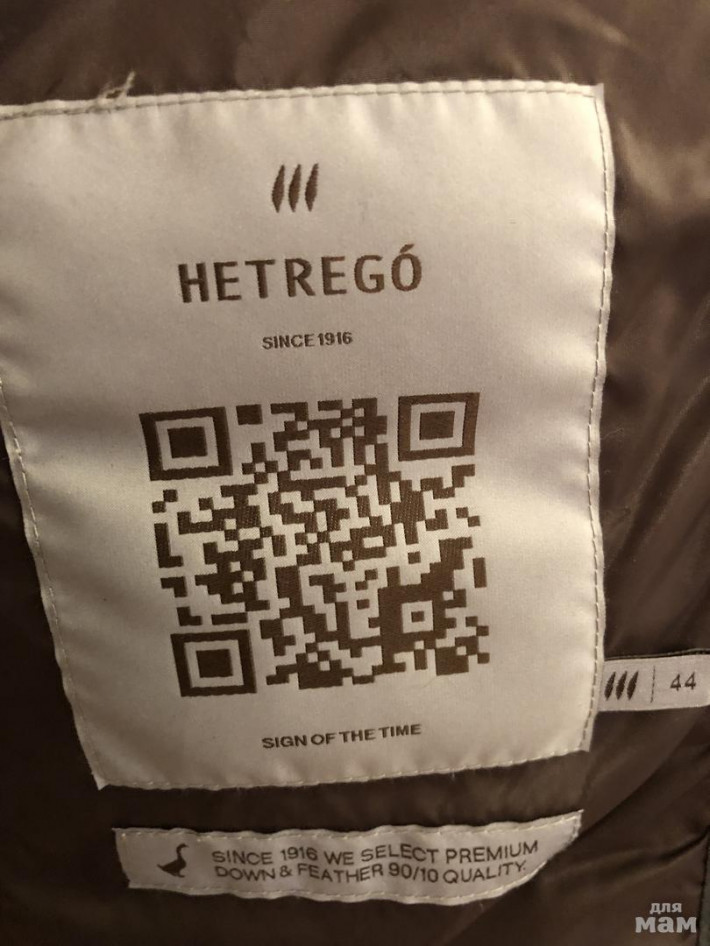 HETREGÓ
SINCE 1916
SIGN OF THE TIME
44
SINCE 1916 WE SELECT PREMIUM
DOWN & FEATHER 90/10 QUALITY.
для
мам